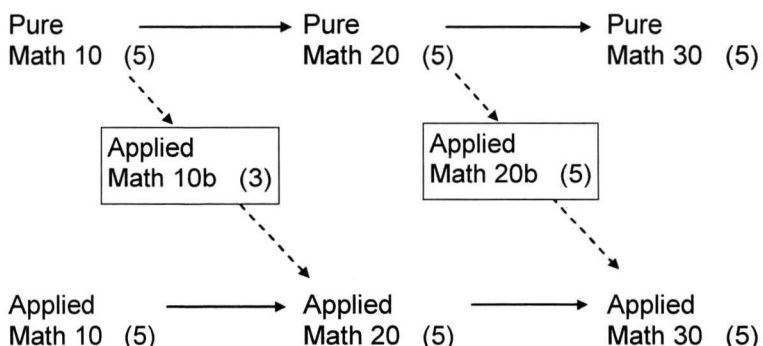 Pure
Math 10 (5)
Pure
Math 20 (5)
Pure
Math 30 (5)
Applied
Math 10b (3)
Applied
Math 20b (5)
Applied
Math 10 (5)
Applied
Math 20 (5)
Applied
Math 30 (5)